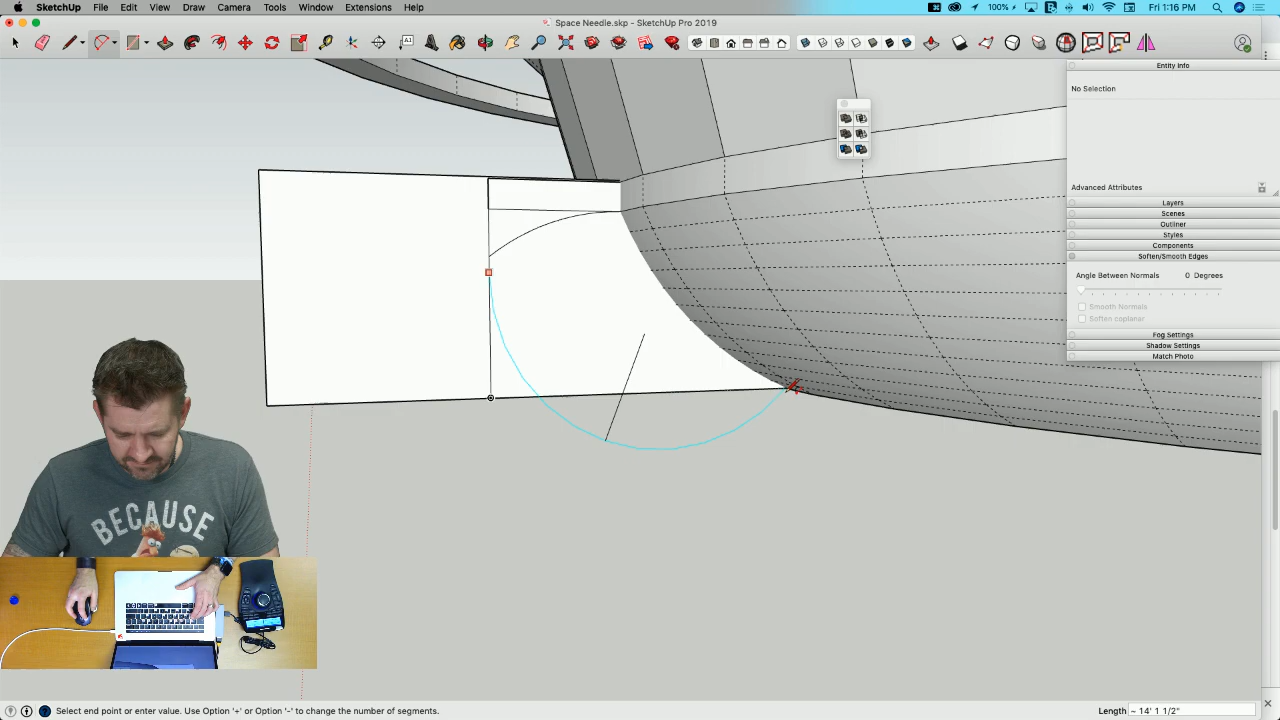 SketchUp File Edit View Draw Camera Tools Window Extensions Help
100% Fri 1:16 PM
Space Needle.skp - SketchUp Pro 2019
Entity Info
No Selection
Advanced Attributes
Layers
Scenes
Outliner
Styles
Components
Soften/Smooth Edges
Angle Between Normals 0 Degrees
Smooth Normals
Soften coplanar
Fog Settings
Shadow Settings
Match Photo
BECAUSE
Select end point or enter value. Use Option '+' or Option '-' to change the number of segments.
Length ~ 14' 1 1/2"